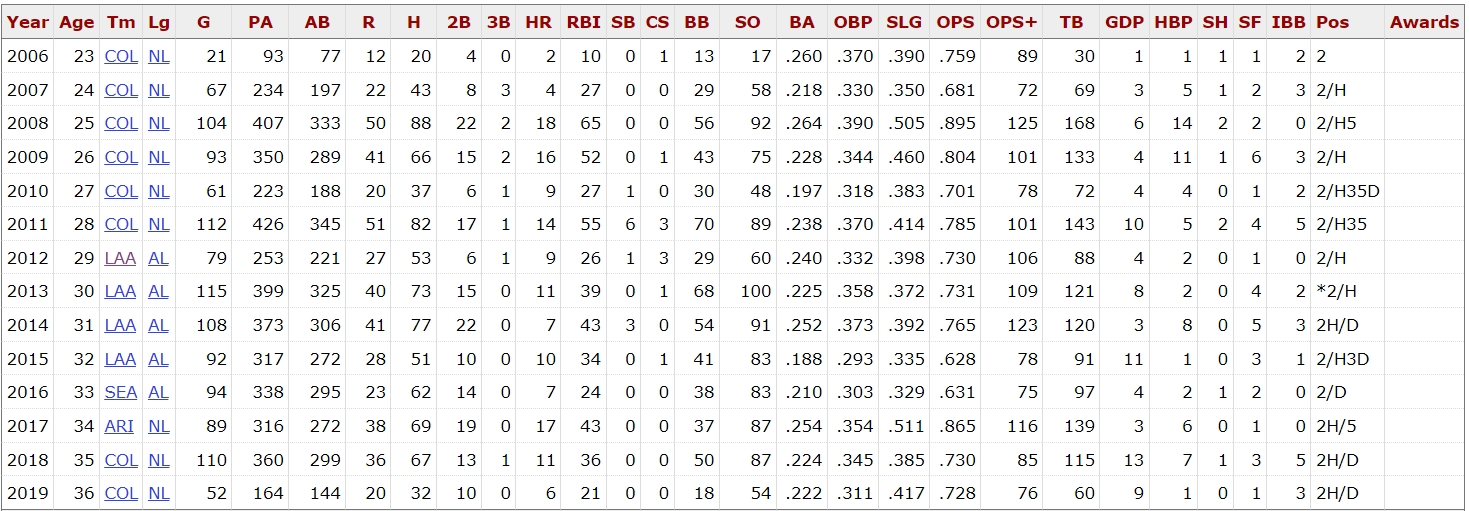 Year Age Tm Lg G PA AB R H 2B 3B HR RBI SB CS BB SO BA OBP SLG OPS OPS+ TB GDP HBP SH SF IBB Pos Awards
2006 23 COL NL 21 93 77 12 20 4 0 2 10 0 1 13 17 .260 .370 .390 .759 89 30 1 1 1 1 2 2
2007 24 COL NL 67 234 197 22 43 8 3 4 27 0 0 29 58 .218 .330 .350 .681 72 69 3 5 1 2 3 2/H
2008 25 COL NL 104 407 333 50 88 22 2 18 65 0 0 56 92 .264 .390 .505 .895 125 168 6 14 2 2 0 2/H5
2009 26 COL NL 93 350 289 41 66 15 2 16 52 0 1 43 75 .228 .344 .460 .804 101 133 4 11 1 6 3 2/H
2010 27 COL NL 61 223 188 20 37 6 1 9 27 1 0 30 48 .197 .318 .383 .701 78 72 4 4 0 1 2 2/H35D
2011 28 COL NL 112 426 345 51 82 17 1 14 55 6 3 70 89 .238 .370 .414 .785 101 143 10 5 2 4 5 2/H35
2012 29 LAA AL 79 253 221 27 53 6 1 9 26 1 3 29 60 .240 .332 .398 .730 106 88 4 2 0 1 0 2/H
2013 30 LAA AL 115 399 325 40 73 15 0 11 39 0 1 68 100 .225 .358 .372 .731 109 121 8 2 0 4 2 *2/H
2014 31 LAA AL 108 373 306 41 77 22 0 7 43 3 0 54 91 .252 .373 .392 .765 123 120 3 8 0 5 3 2H/D
2015 32 LAA AL 92 317 272 28 51 10 0 10 34 0 1 41 83 .188 .293 .335 .628 78 91 11 1 0 3 1 2/H3D
2016 33 SEA AL 94 338 295 23 62 14 0 7 24 0 0 38 83 .210 .303 .329 .631 75 97 4 2 1 2 0 2/D
2017 34 ARI NL 89 316 272 38 69 19 0 17 43 0 0 37 87 .254 .354 .511 .865 116 139 3 6 0 1 0 2H/5
2018 35 COL NL 110 360 299 36 67 13 1 11 36 0 0 50 87 .224 .345 .385 .730 85 115 13 7 1 3 5 2H/D
2019 36 COL NL 52 164 144 20 32 10 0 6 21 0 0 18 54 .222 .311 .417 .728 76 60 9 1 0 1 3 2H/D